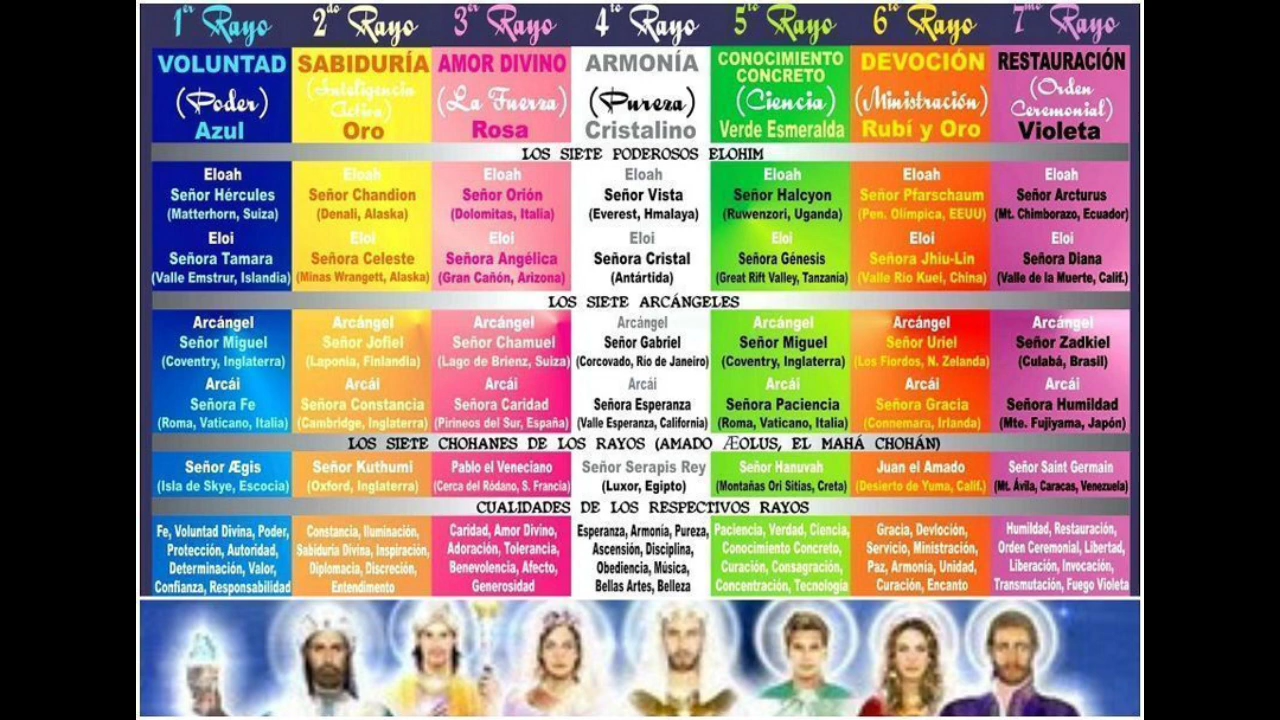 1er Rayo 2do Rayo 3er Rayo 4to Rayo 5to Rayo 6to Rayo 7mo Rayo
VOLUNTAD
(Poder)
Azul
SABIDURÍA
(Inteligencia
Activa)
Oro
AMOR DIVINO
(La Fuerza)
Rosa
ARMONÍA
(Pureza)
Cristalino
CONOCIMIENTO
CONCRETO
(Ciencia)
Verde Esmeralda
DEVOCIÓN
(Ministración)
Rubí y Oro
RESTAURACIÓN
(Orden
Ceremonial)
Violeta
LOS SIETE PODEROSOS ELOHIM
Eloah
Señor Hércules
(Matterhorn, Suiza)
Eloi
Señora Tamara
(Valle Emstrur, Islandia)
Eloah
Señor Chandion
(Denali, Alaska)
Eloi
Señora Celeste
(Minas Wrangett, Alaska)
Eloah
Señor Orión
(Dolomitas, Italia)
Eloi
Señora Angélica
(Gran Cañón, Arizona)
Eloah
Señor Vista
(Everest, Hmalaya)
Eloi
Señora Cristal
(Antártida)
Eloah
Señor Halcyon
(Ruwenzori, Uganda)
Eloi
Señora Génesis
(Great Rift Valley, Tanzania)
Eloah
Señor Pfarschaum
(Pen. Olímpica, EEUU)
Eloi
Señora Jhiu-Lin
(Valle Río Kuei, China)
Eloah
Señor Arcturus
(Mt. Chimborazo, Ecuador)
Eloi
Señora Diana
(Valle de la Muerte, Calif.)
LOS SIETE ARCÁNGELES
Arcángel
Señor Miguel
(Coventry, Inglaterra)
Arcái
Señora Fe
(Roma, Vaticano, Italia)
Arcángel
Señor Jofiel
(Laponia, Finlandia)
Arcái
Señora Constancia
(Cambridge, Inglaterra)
Arcángel
Señor Chamuel
(Lago de Brienz, Suiza)
Arcái
Señora Caridad
(Pirineos del Sur, España)
Arcángel
Señor Gabriel
(Corcovado, Río de Janeiro)
Arcái
Señora Esperanza
(Valle Esperanza, California)
Arcángel
Señor Miguel
(Coventry, Inglaterra)
Arcái
Señora Paciencia
(Roma, Vaticano, Italia)
Arcángel
Señor Uriel
(Los Fiordos, N. Zelanda)
Arcái
Señora Gracia
(Connemara, Irlanda)
Arcángel
Señor Zadkiel
(Culabá, Brasil)
Arcái
Señora Humildad
(Mte. Fujiyama, Japón)
LOS SIETE CHOHANES DE LOS RAYOS (AMADO ÆOLUS, EL MAHÁ CHOHÁN)
Señor Ægis
(Isla de Skye, Escocia)
Señor Kuthumi
(Oxford, Inglaterra)
Pablo el Veneciano
(Cerca del Ródano, S. Francia)
Señor Serapis Rey
(Luxor, Egipto)
Señor Hanuvah
(Montañas Ori Sitias, Creta)
Juan el Amado
(Desierto de Yuma, Calif.)
Señor Saint Germain
(Mt. Ávila, Caracas, Venezuela)
CUALIDADES DE LOS RESPECTIVOS RAYOS
Fe, Voluntad Divina, Poder,
Protección, Autoridad,
Determinación, Valor,
Confianza, Responsabilidad
Constancia, Iluminación,
Sabiduría Divina, Inspiración,
Diplomacia, Discreción,
Entendimento
Caridad, Amor Divino,
Adoración, Tolerancia,
Benevolencia, Afecto,
Generosidad
Esperanza, Armonía, Pureza,
Ascensión, Disciplina,
Obediencia, Música,
Bellas Artes, Belleza
Paciencia, Verdad, Ciencia,
Conocimiento Concreto,
Curación, Consagración,
Concentración, Tecnología
Gracia, Devloción,
Servicio, Ministración,
Paz, Armonía, Unidad,
Curación, Encanto
Humildad, Restauración,
Orden Ceremonial, Libertad,
Liberación, Invocación,
Transmutación, Fuego Violeta